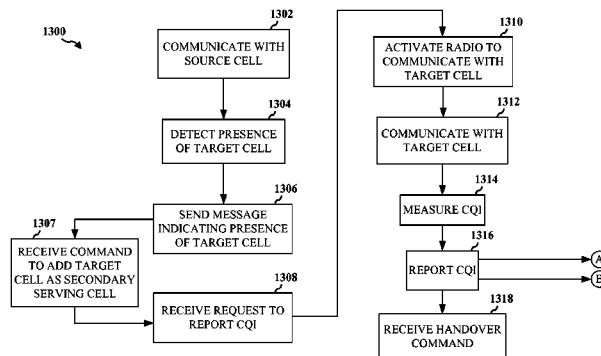 1300
1302
COMMUNICATE WITH
SOURCE CELL
1304
DETECT PRESENCE
OF TARGET CELL
1306
SEND MESSAGE
INDICATING PRESENCE
OF TARGET CELL
1307
RECEIVE COMMAND
TO ADD TARGET
CELL AS SECONDARY
SERVING CELL
1308
RECEIVE REQUEST TO
REPORT CQI
1310
ACTIVATE RADIO TO
COMMUNICATE WITH
TARGET CELL
1312
COMMUNICATE WITH
TARGET CELL
1314
MEASURE CQI
1316
REPORT CQI
A
B
1318
RECEIVE HANDOVER
COMMAND